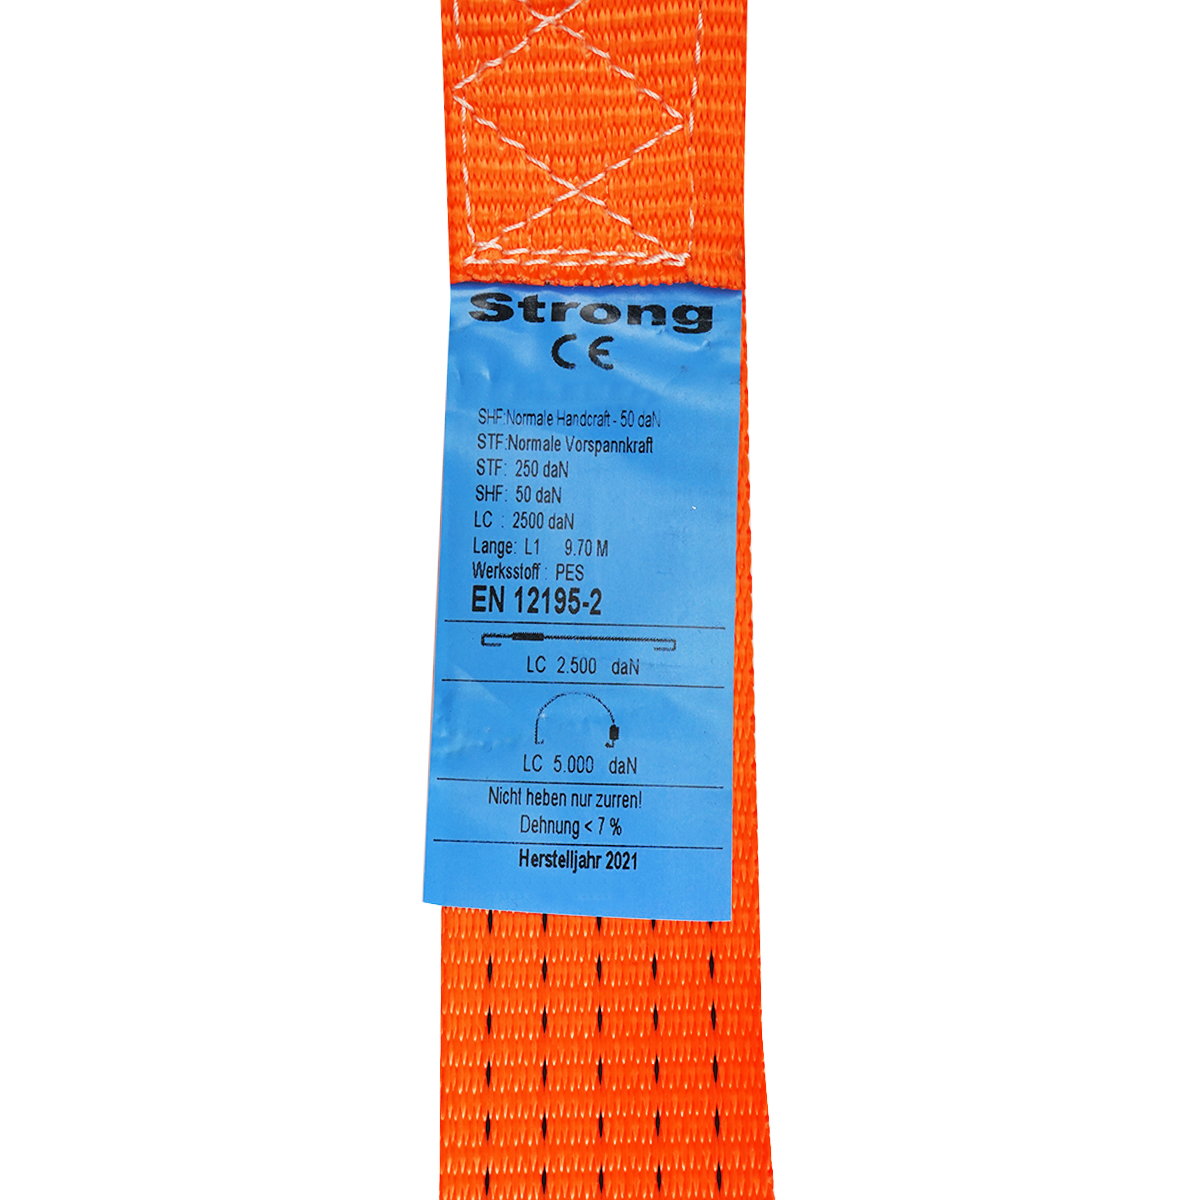 Strong
CE
SHF:Normale Handcraft - 50 daN
STF:Normale Vorspannkraft
STF: 250 daN
SHF: 50 daN
LC : 2500 daN
Lange: L1 9.70 M
Werksstoff : PES
EN 12195-2
LC 2.500 daN
LC 5.000 daN
Nicht heben nur zurren!
Dehnung < 7 %
Herstelljahr 2021